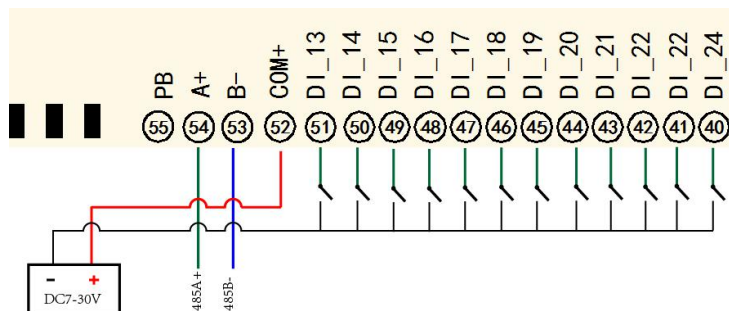 PB
A+
B-
COM+
DI_13
DI_14
DI_15
DI_16
DI_17
DI_18
DI_19
DI_20
DI_21
DI_22
DI_22
DI_24
55
54
53
52
51
50
49
48
47
46
45
44
43
42
41
40
- +
DC7-30V
485A+
485B-